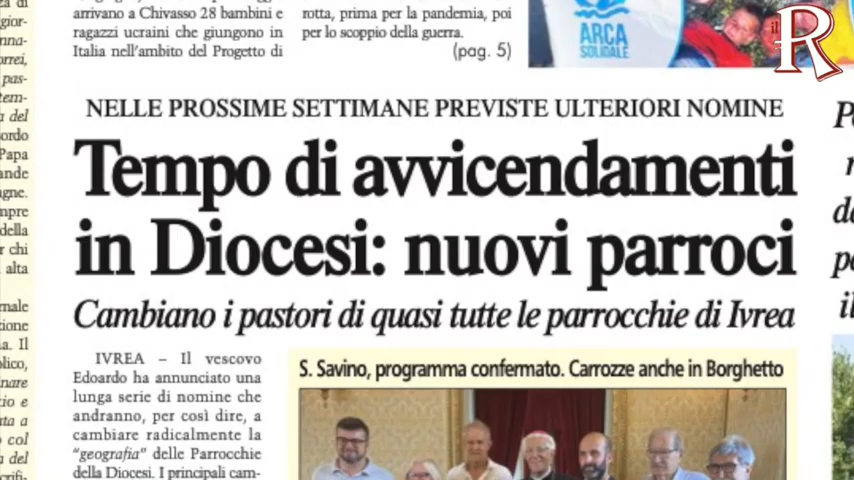 arrivano a Chivasso 28 bambini e
ragazzi ucraini che giungono in
Italia nell'ambito del Progetto di
rotta, prima per la pandemia, poi
per lo scoppio della guerra.
(pag. 5)
ARCA
SOLIDALE
il R
NELLE PROSSIME SETTIMANE PREVISTE ULTERIORI NOMINE
Tempo di avvicendamenti
in Diocesi: nuovi parroci
Cambiano i pastori di quasi tutte le parrocchie di Ivrea
IVREA – Il vescovo
Edoardo ha annunciato una
lunga serie di nomine che
andranno, per così dire, a
cambiare radicalmente la
"geografia" delle Parrocchie
della Diocesi. I principali cam-
S. Savino, programma confermato. Carrozze anche in Borghetto